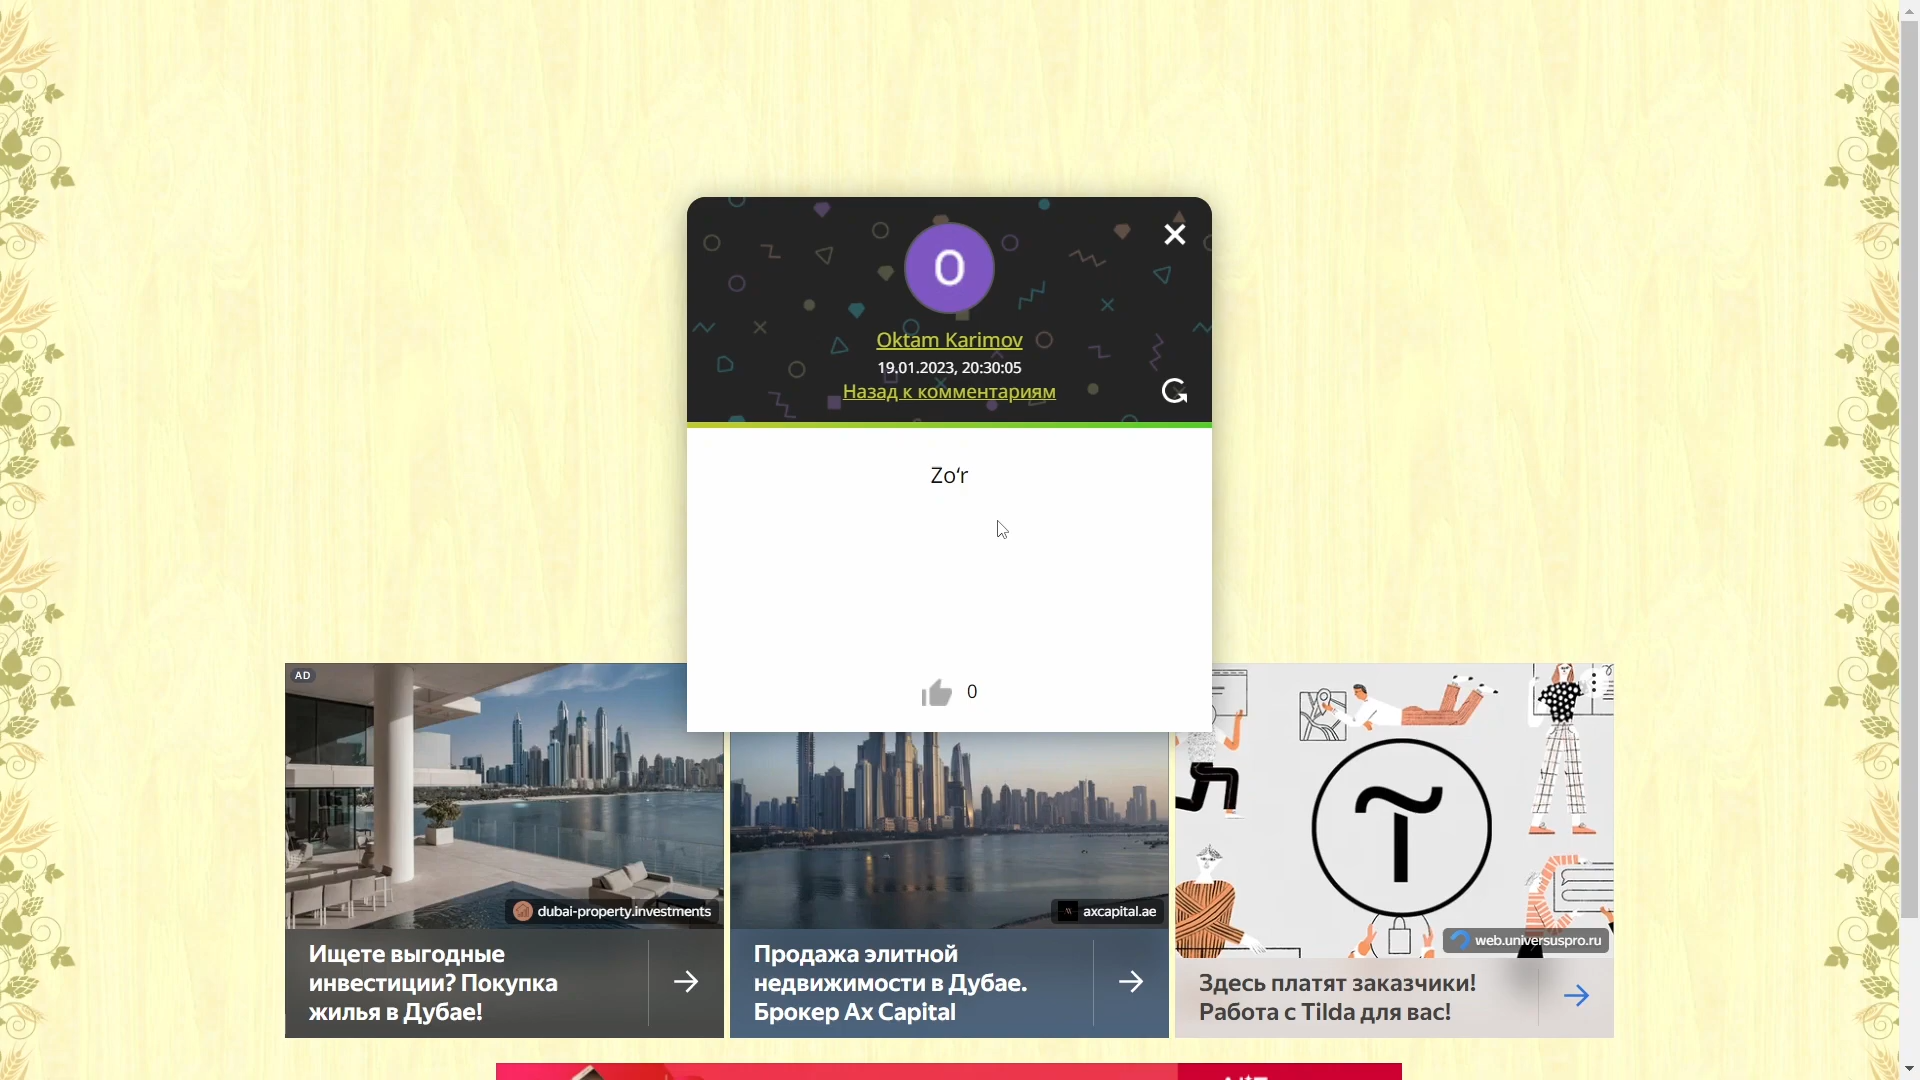 O
Oktam Karimov
19.01.2023, 20:30:05
Назад к комментариям
Zo‘r
0
AD
dubai-property.investments
Ищете выгодные
инвестиции? Покупка
жилья в Дубае!
axcapital.ae
Продажа элитной
недвижимости в Дубае.
Брокер Ax Capital
web.universuspro.ru
Здесь платят заказчики!
Работа с Tilda для вас!